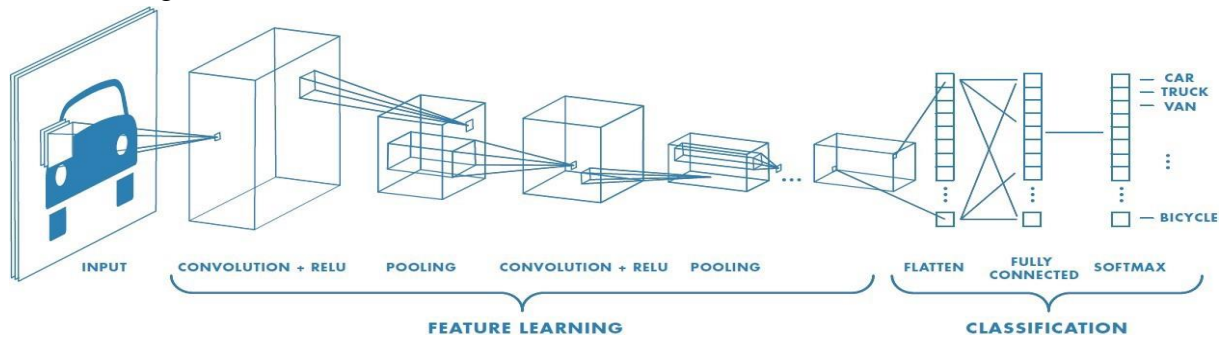 CAR
TRUCK
VAN
BICYCLE
INPUT
CONVOLUTION + RELU
POOLING
CONVOLUTION + RELU
POOLING
FLATTEN
FULLY
CONNECTED
SOFTMAX
FEATURE LEARNING
CLASSIFICATION